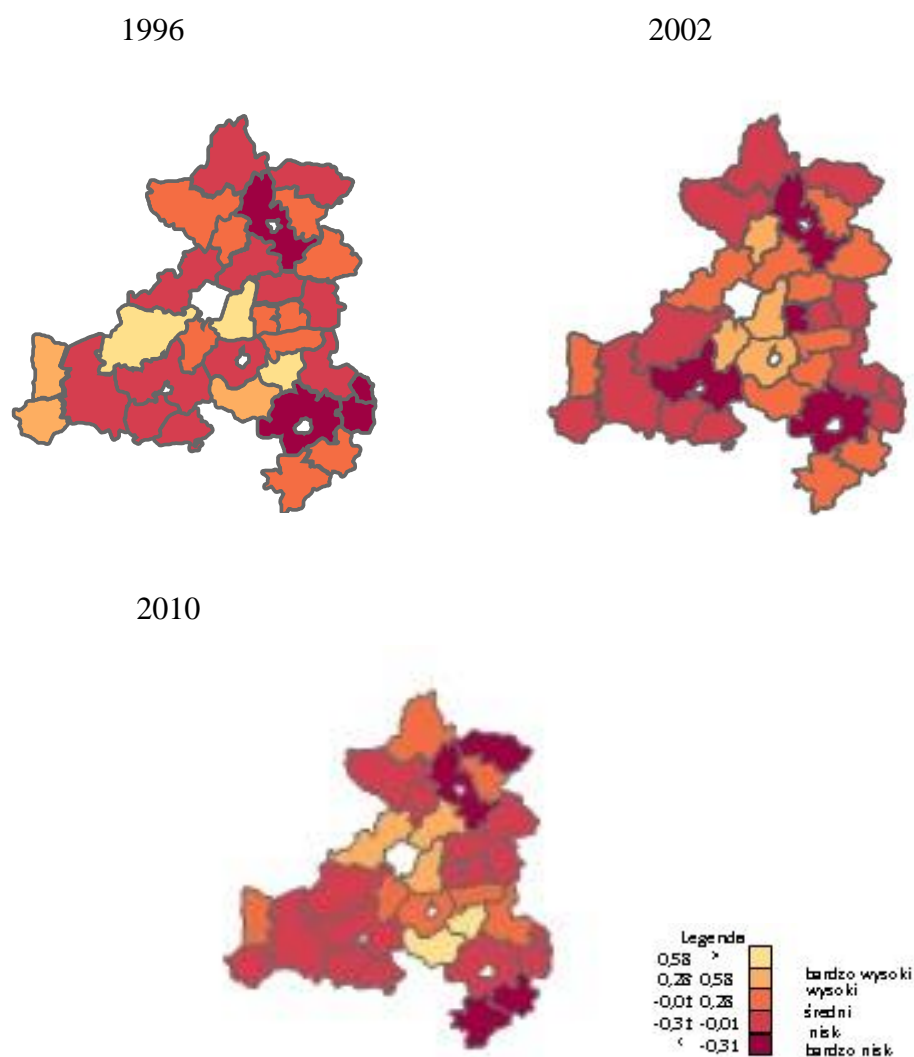 1996
2002
2010
Legenda
0,58 >
0,28 0,58
-0,01 0,28
-0,31 -0,01
< -0,31
bardzo wysoki
wysoki
średni
nisk
bardzo nisk